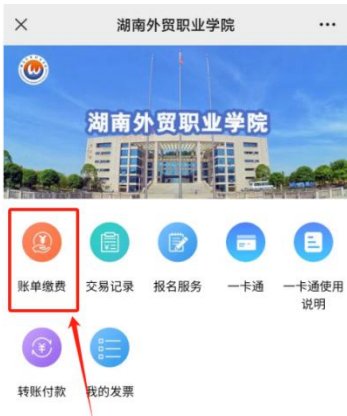 湖南外贸职业学院
湖南外贸职业学院
账单缴费 交易记录 报名服务 一卡通 一卡通使用
说明
转账付款 我的发票